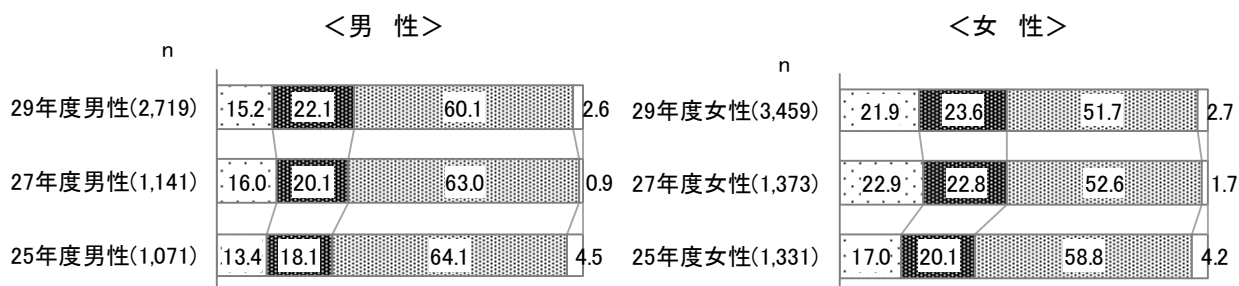 ＜男 性＞
n
29年度男性(2,719) 15.2 22.1 60.1 2.6
27年度男性(1,141) 16.0 20.1 63.0 0.9
25年度男性(1,071) 13.4 18.1 64.1 4.5
＜女 性＞
n
29年度女性(3,459) 21.9 23.6 51.7 2.7
27年度女性(1,373) 22.9 22.8 52.6 1.7
25年度女性(1,331) 17.0 20.1 58.8 4.2